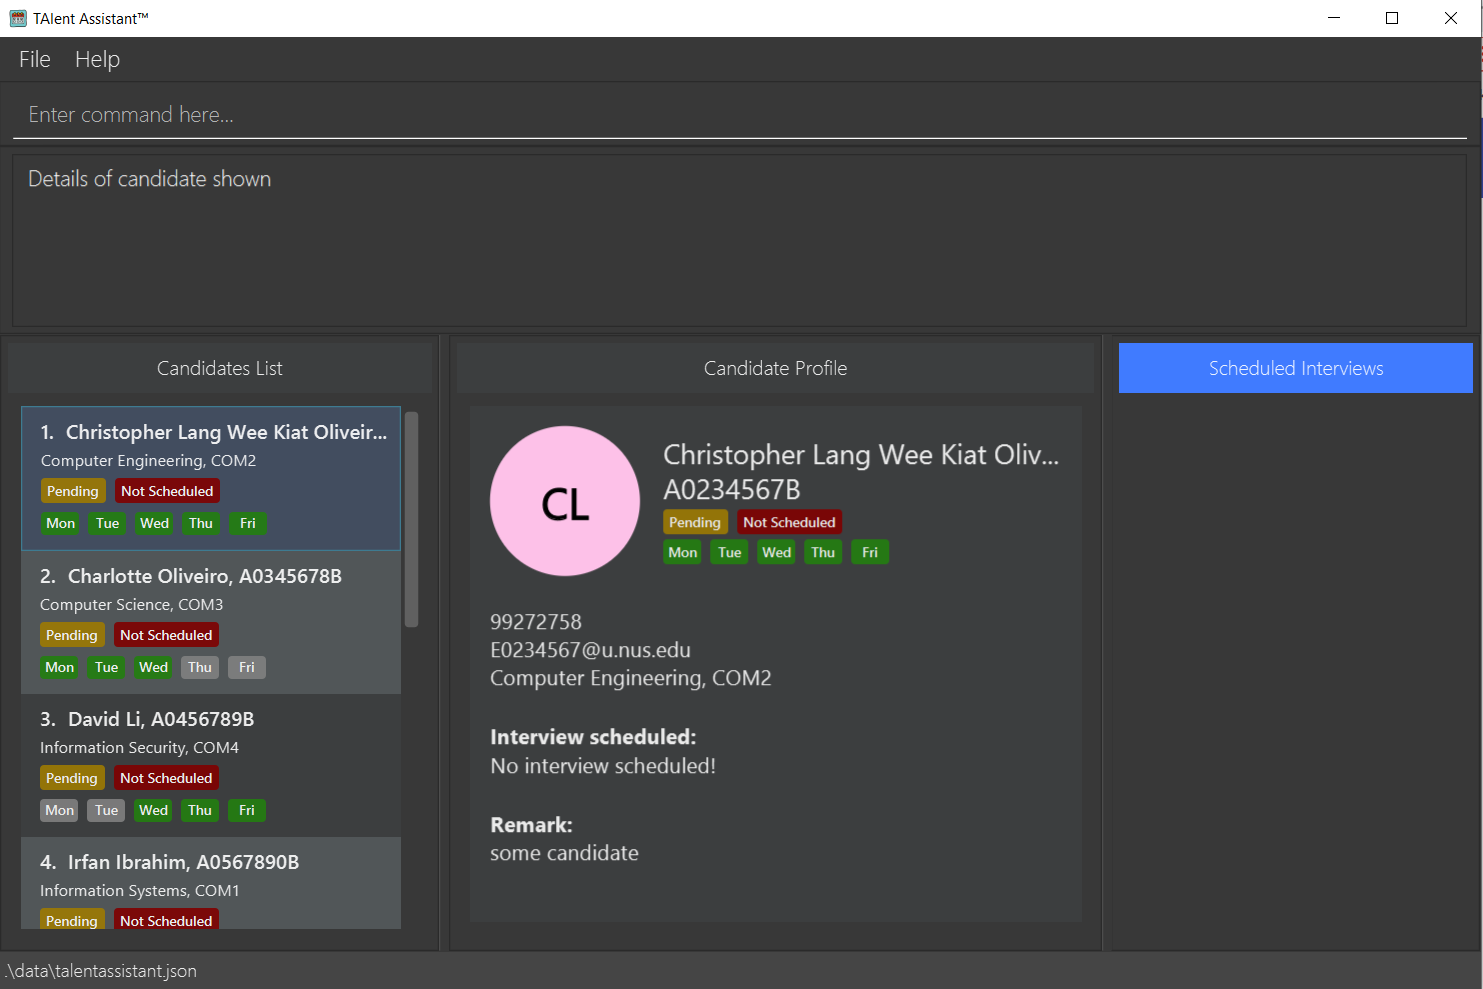 TAlent Assistant™
File Help
Enter command here...
Details of candidate shown
Candidates List
1. Christopher Lang Wee Kiat Oliveir...
Computer Engineering, COM2
Pending Not Scheduled
Mon Tue Wed Thu Fri
2. Charlotte Oliveiro, A0345678B
Computer Science, COM3
Pending Not Scheduled
Mon Tue Wed Thu Fri
3. David Li, A0456789B
Information Security, COM4
Pending Not Scheduled
Mon Tue Wed Thu Fri
4. Irfan Ibrahim, A0567890B
Information Systems, COM1
Pending Not Scheduled
Candidate Profile
CL
Christopher Lang Wee Kiat Oliv...
A0234567B
Pending Not Scheduled
Mon Tue Wed Thu Fri
99272758
E0234567@u.nus.edu
Computer Engineering, COM2
Interview scheduled:
No interview scheduled!
Remark:
some candidate
Scheduled Interviews
.\data\talentassistant.json